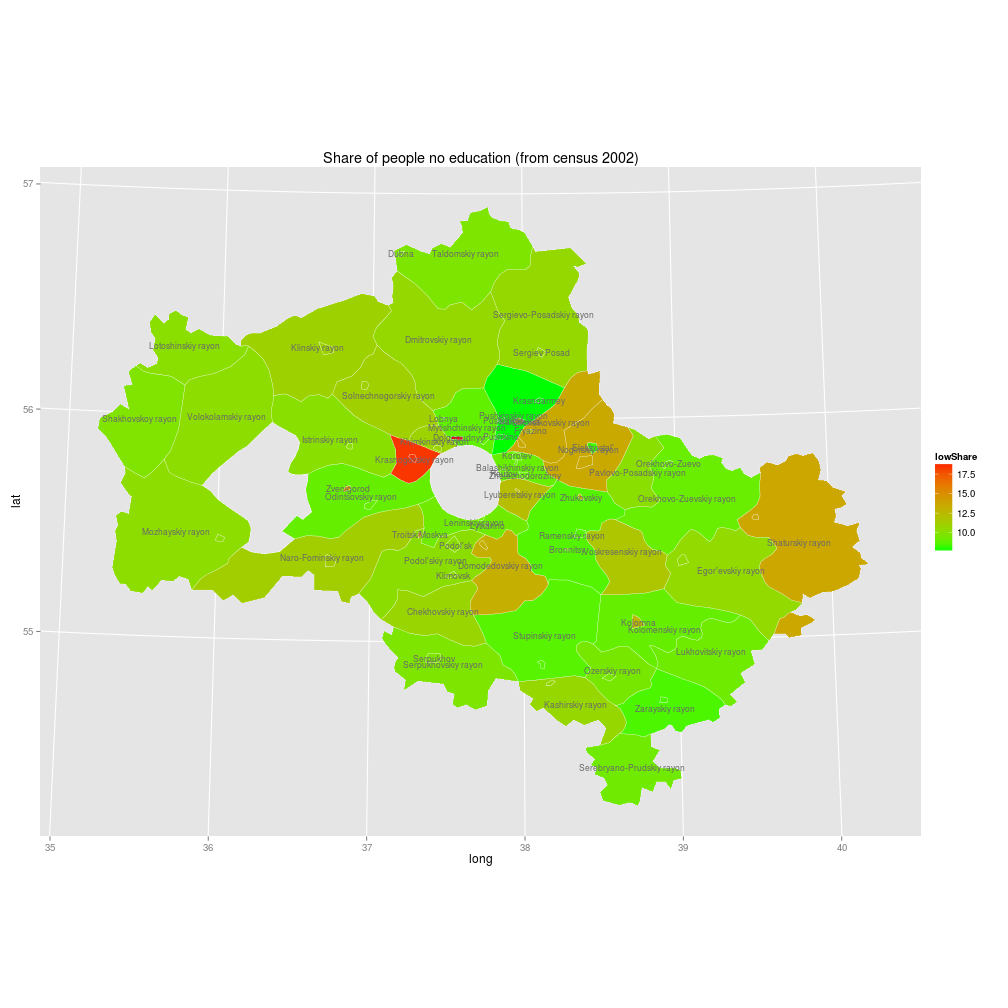 Share of people no education (from census 2002)
57
56
55
lat
Dubna
Taldomskiy rayon
Sergievo-Posadskiy rayon
Dmitrovskiy rayon
Lotoshinskiy rayon
Klinskiy rayon
Sergiev Posad
Solnechnogorskiy rayon
Krasnoarmey
Shakhovskoy rayon
Volokolamskiy rayon
Lobnya
Pushkinskiy rayon
Mytishchinskiy rayon
Fryazino
Istrinskiy rayon
Khimkinskiy rayon
Dolgoprudnyy
Pushkino
Noginskiy rayon
Elektrostal'
Korolev
Orekhovo-Zuevo
Balashikhinskiy rayon
Zheleznodorozhny
Pavlovo-Posadskiy rayon
Zvenigorod
Odintsovskiy rayon
Lyuberetskiy rayon
Zhukovskiy
Orekhovo-Zuevskiy rayon
Mozhayskiy rayon
Leninskiy rayon
Lytkarino
Troitsk
Moskva
Ramenskiy rayon
Shaturskiy rayon
Podol'sk
Bronnitsy
Voskresenskiy rayon
Naro-Fominskiy rayon
Podol'skiy rayon
Domodedovskiy rayon
Egor'evskiy rayon
Klimovsk
Chekhovskiy rayon
Kolomna
Kolomenskiy rayon
Stupinskiy rayon
Lukhovitskiy rayon
Serpukhov
Serpukhovskiy rayon
Ozerskiy rayon
Kashirskiy rayon
Zarayskiy rayon
Serebryano-Prudskiy rayon
35
36
37
38
39
40
long
lowShare
17.5
15.0
12.5
10.0